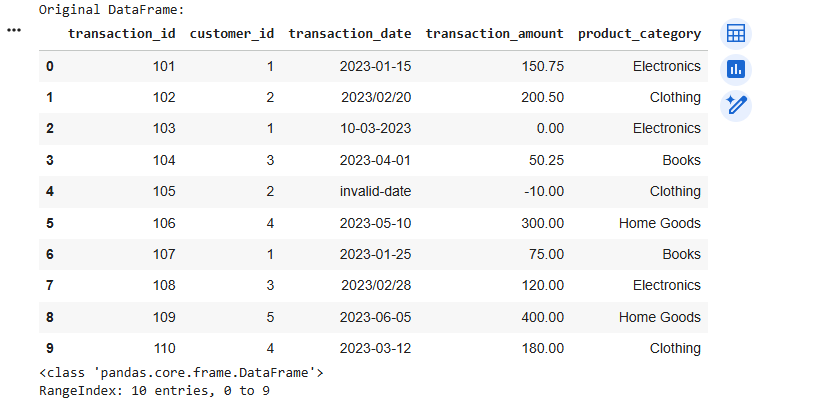 Original DataFrame:
transaction_id customer_id transaction_date transaction_amount product_category
0 101 1 2023-01-15 150.75 Electronics
1 102 2 2023/02/20 200.50 Clothing
2 103 1 10-03-2023 0.00 Electronics
3 104 3 2023-04-01 50.25 Books
4 105 2 invalid-date -10.00 Clothing
5 106 4 2023-05-10 300.00 Home Goods
6 107 1 2023-01-25 75.00 Books
7 108 3 2023/02/28 120.00 Electronics
8 109 5 2023-06-05 400.00 Home Goods
9 110 4 2023-03-12 180.00 Clothing
<class 'pandas.core.frame.DataFrame'>
RangeIndex: 10 entries, 0 to 9